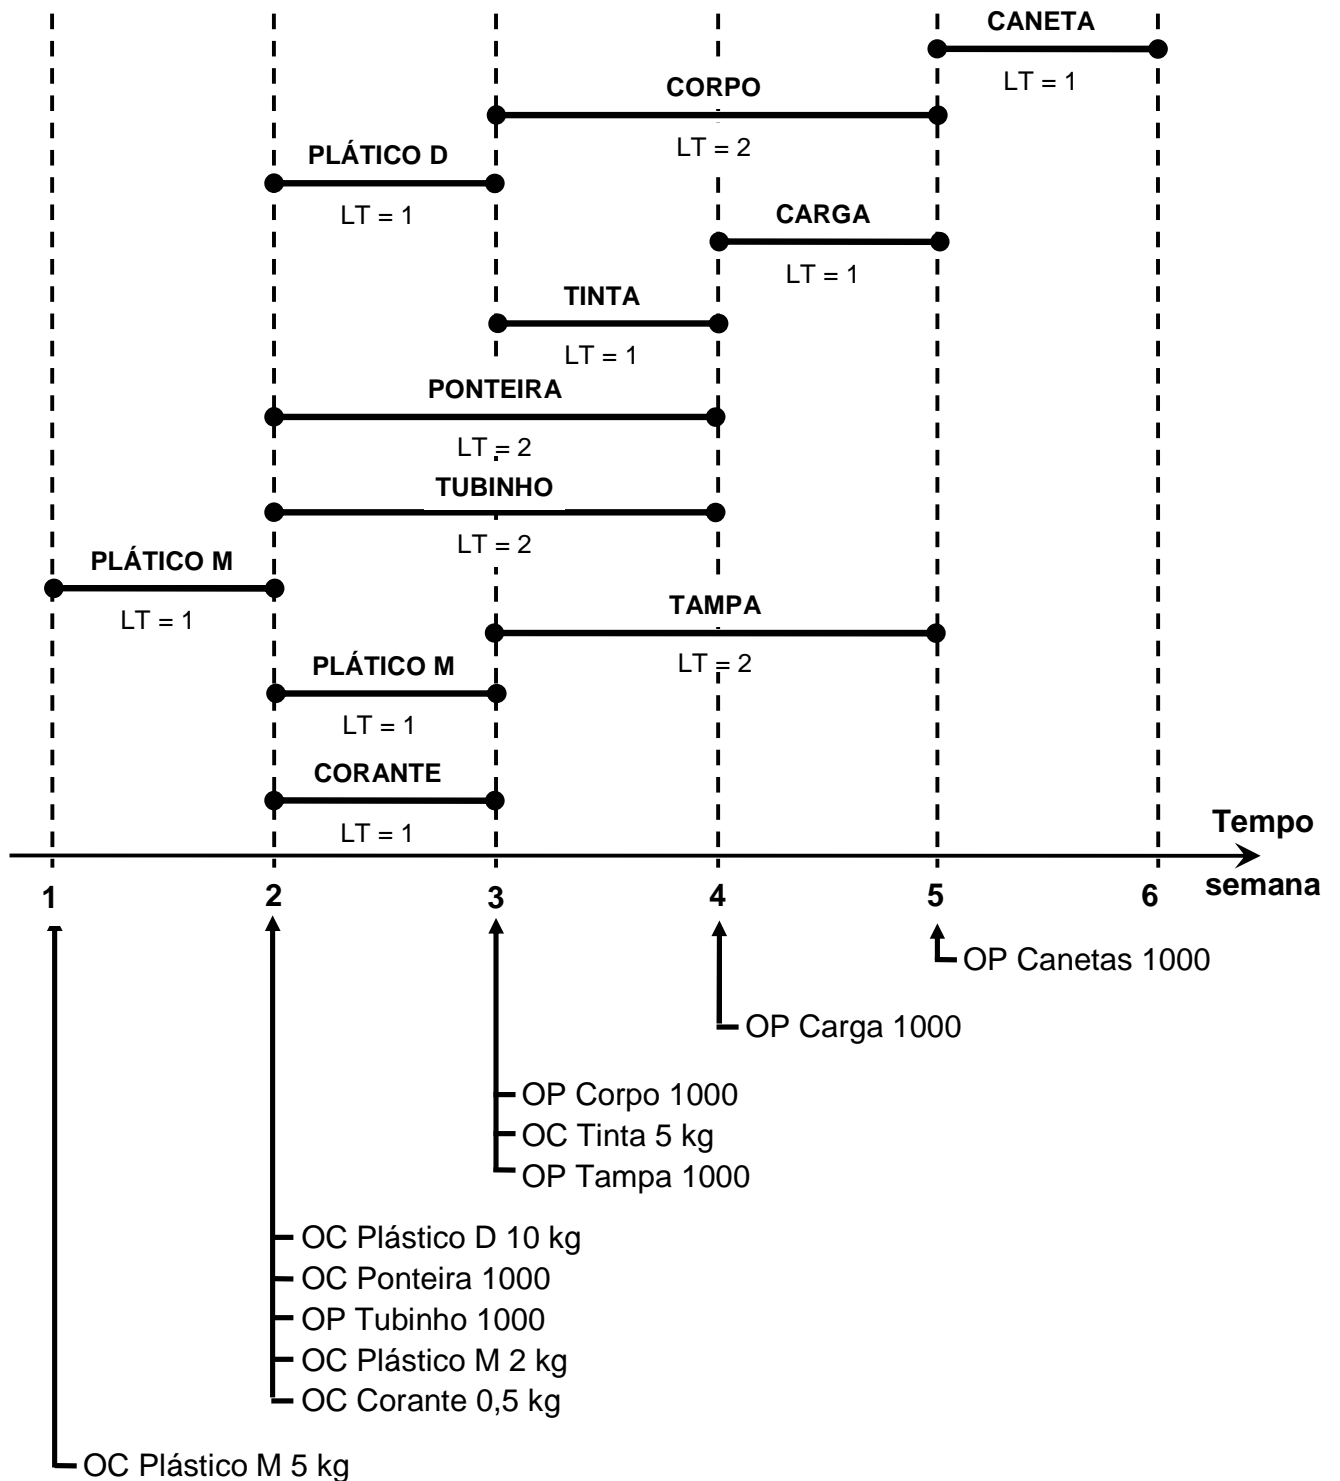 CANETA
LT = 1
CORPO
LT = 2
PLÁTICO D
LT = 1
CARGA
LT = 1
TINTA
LT = 1
PONTEIRA
LT = 2
TUBINHO
LT = 2
PLÁTICO M
LT = 1
TAMPA
LT = 2
PLÁTICO M
LT = 1
CORANTE
LT = 1
Tempo
semana
1 2 3 4 5 6
OP Canetas 1000
OP Carga 1000
OP Corpo 1000
OC Tinta 5 kg
OP Tampa 1000
OC Plástico D 10 kg
OC Ponteira 1000
OP Tubinho 1000
OC Plástico M 2 kg
OC Corante 0,5 kg
OC Plástico M 5 kg